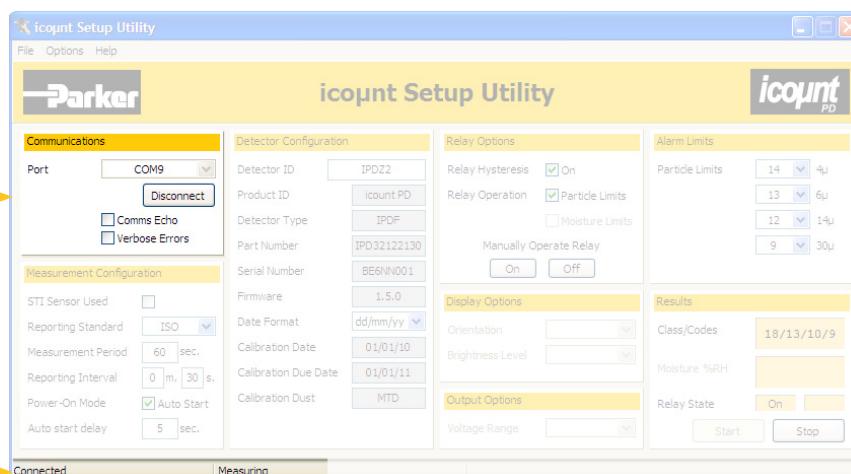 icoµnt Setup Utility
File Options Help
Parker
icoµnt Setup Utility
icoµnt PD
Communications
Port COM9
Disconnect
Comms Echo
Verbose Errors
Measurement Configuration
STI Sensor Used
Reporting Standard ISO
Measurement Period 60 sec.
Reporting Interval 0 m. 30 s.
Power-On Mode Auto Start
Auto start delay 5 sec.
Detector Configuration
Detector ID IPDZ2
Product ID icount PD
Detector Type IPDF
Part Number IPD32122130
Serial Number BE6NN001
Firmware 1.5.0
Date Format dd/mm/yy
Calibration Date 01/01/10
Calibration Due Date 01/01/11
Calibration Dust MTD
Relay Options
Relay Hysteresis On
Relay Operation Particle Limits
Moisture Limits
Manually Operate Relay
On Off
Display Options
Orientation
Brightness Level
Output Options
Voltage Range
Alarm Limits
Particle Limits 14 4µ
13 6µ
12 14µ
9 30µ
Results
Class/Codes 18/13/10/9
Moisture %RH
Relay State On
Start Stop
Connected Measuring